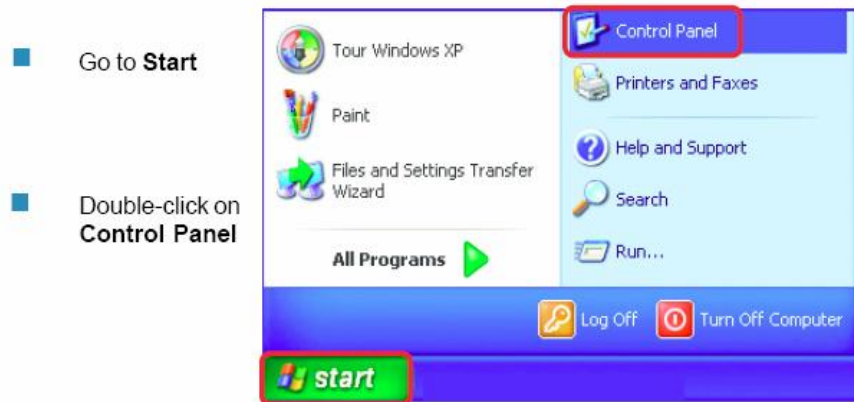 Go to Start
Double-click on
Control Panel
Tour Windows XP
Paint
Files and Settings Transfer
Wizard
All Programs
Control Panel
Printers and Faxes
Help and Support
Search
Run...
Log Off
Turn Off Computer
start